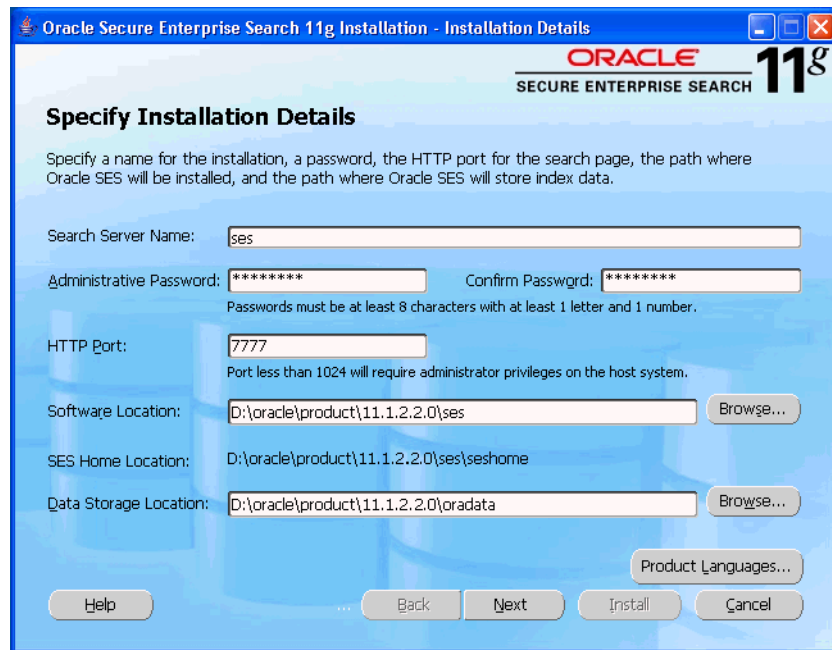 Oracle Secure Enterprise Search 11g Installation - Installation Details
ORACLE
SECURE ENTERPRISE SEARCH 11g
Specify Installation Details
Specify a name for the installation, a password, the HTTP port for the search page, the path where
Oracle SES will be installed, and the path where Oracle SES will store index data.
Search Server Name: ses
Administrative Password: ******** Confirm Password: ********
Passwords must be at least 8 characters with at least 1 letter and 1 number.
HTTP Port: 7777
Port less than 1024 will require administrator privileges on the host system.
Software Location: D:\oracle\product\11.1.2.2.0\ses Browse...
SES Home Location: D:\oracle\product\11.1.2.2.0\ses\seshome
Data Storage Location: D:\oracle\product\11.1.2.2.0\oradata Browse...
Product Languages...
Help ... Back Next Install Cancel